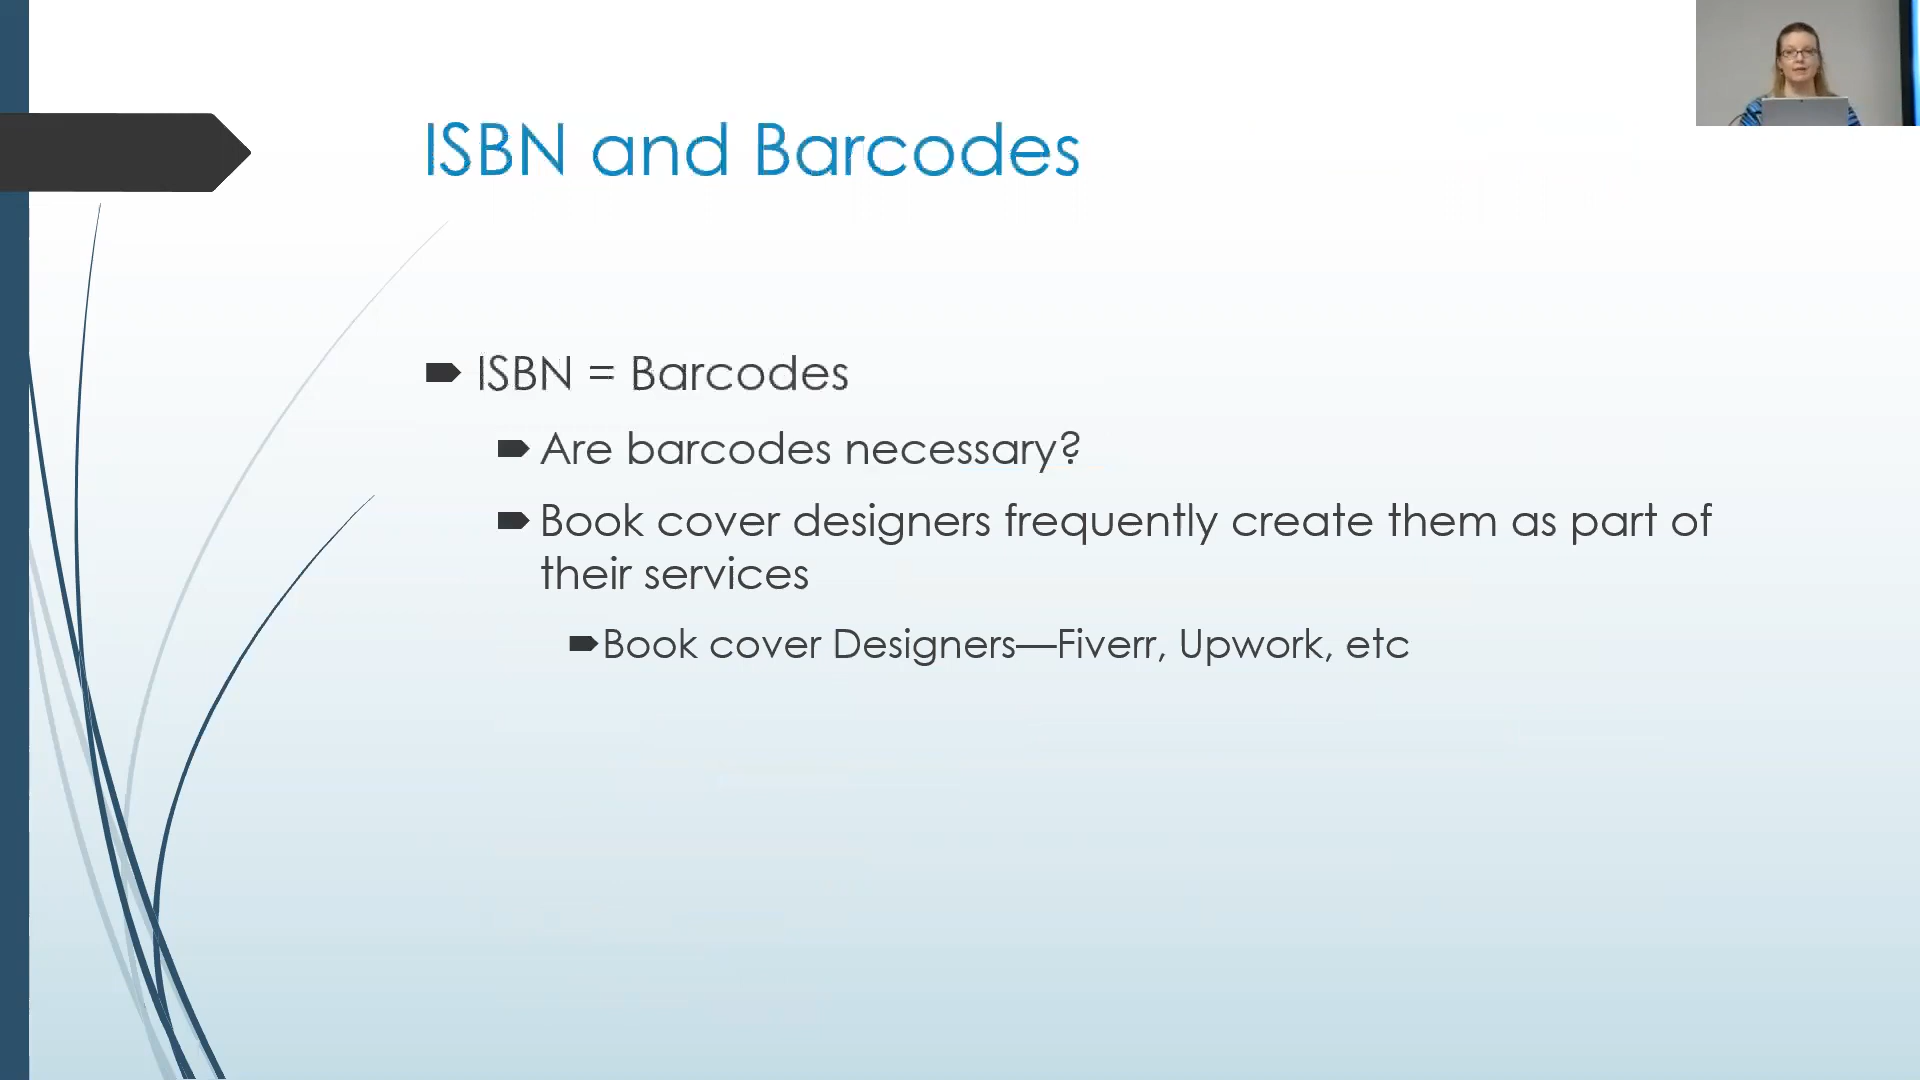 ISBN and Barcodes
ISBN = Barcodes
Are barcodes necessary?
Book cover designers frequently create them as part of
their services
Book cover Designers—Fiverr, Upwork, etc